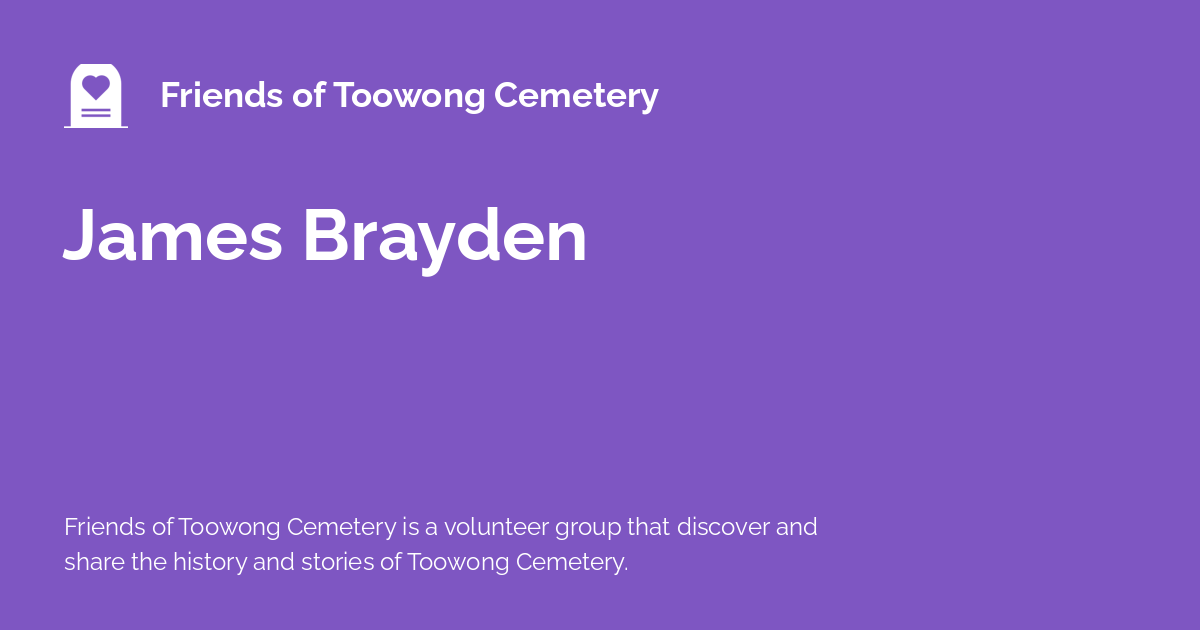 Friends of Toowong Cemetery
James Brayden
Friends of Toowong Cemetery is a volunteer group that discover and
share the history and stories of Toowong Cemetery.